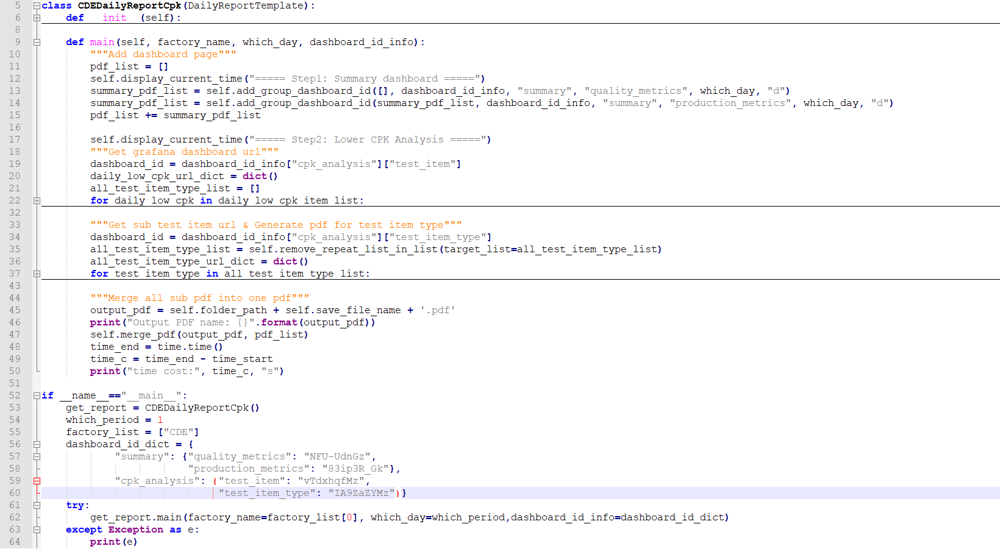 5 class CDEDailyReportCpk(DailyReportTemplate):
6 def __init__(self):
8
9 def main(self, factory_name, which_day, dashboard_id_info):
10 """Add dashboard page"""
11 pdf_list = []
12 self.display_current_time("===== Step1: Summary dashboard =====")
13 summary_pdf_list = self.add_group_dashboard_id([], dashboard_id_info, "summary", "quality_metrics", which_day, "d")
14 summary_pdf_list = self.add_group_dashboard_id(summary_pdf_list, dashboard_id_info, "summary", "production_metrics", which_day, "d")
15 pdf_list += summary_pdf_list
16
17 self.display_current_time("===== Step2: Lower CPK Analysis =====")
18 """Get grafana dashboard url"""
19 dashboard_id = dashboard_id_info["cpk_analysis"]["test_item"]
20 daily_low_cpk_url_dict = dict()
21 all_test_item_type_list = []
22 for daily_low_cpk in daily_low_cpk_item_list:
32
33 """Get sub test item url & Generate pdf for test item type"""
34 dashboard_id = dashboard_id_info["cpk_analysis"]["test_item_type"]
35 all_test_item_type_list = self.remove_repeat_list_in_list(target_list=all_test_item_type_list)
36 all_test_item_type_url_dict = dict()
37 for test_item_type in all_test_item_type_list:
43
44 """Merge all sub pdf into one pdf"""
45 output_pdf = self.folder_path + self.save_file_name + '.pdf'
46 print("Output PDF name: {}".format(output_pdf))
47 self.merge_pdf(output_pdf, pdf_list)
48 time_end = time.time()
49 time_c = time_end - time_start
50 print("time cost:", time_c, "s")
51
52 if __name__=="__main__":
53 get_report = CDEDailyReportCpk()
54 which_period = 1
55 factory_list = ["CDE"]
56 dashboard_id_dict = {
57 "summary": {"quality_metrics": "NFU-UdnGz",
58 "production_metrics": "83ip3R_Gk"},
59 "cpk_analysis": {"test_item": "vTdxhqfMz",
60 "test_item_type": "IA9ZaZYMz"}}
61 try:
62 get_report.main(factory_name=factory_list[0], which_day=which_period,dashboard_id_info=dashboard_id_dict)
63 except Exception as e:
64 print(e)